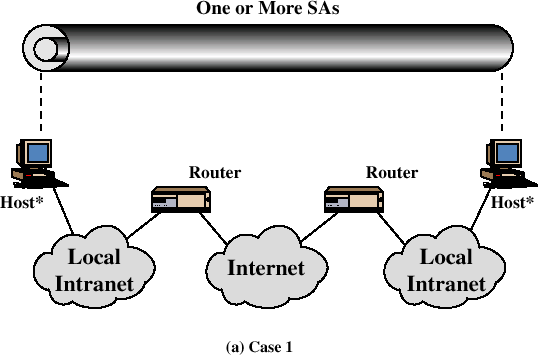 One or More SAs
Router
Router
Host*
Host*
Local
Intranet
Internet
Local
Intranet
(a) Case 1